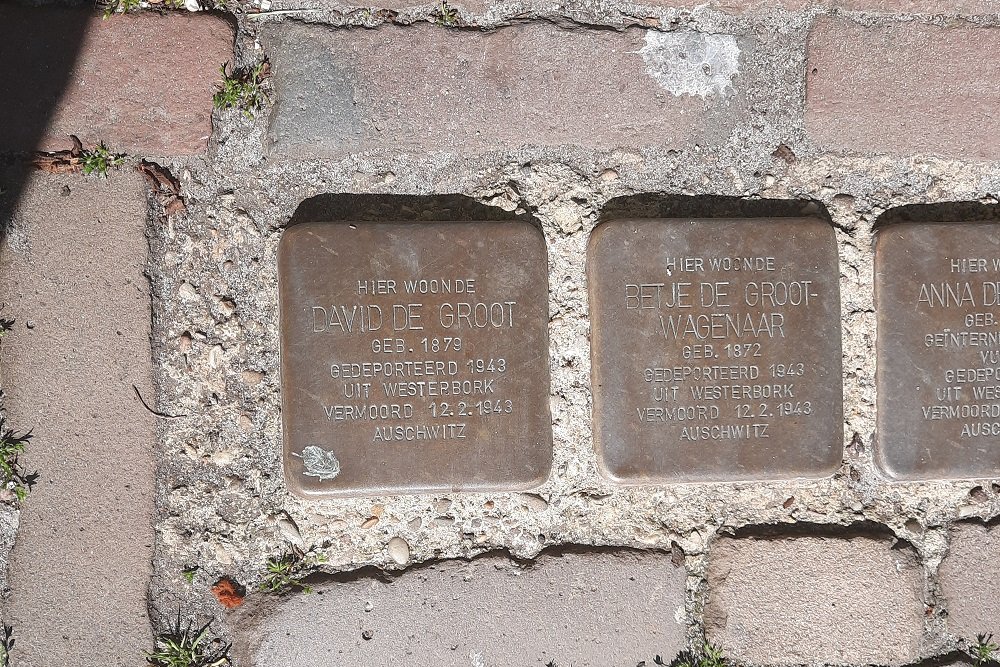 HIER WOONDE
DAVID DE GROOT
GEB. 1879
GEDEPORTEERD 1943
UIT WESTERBORK
VERMOORD 12.2.1943
AUSCHWITZ
HIER WOONDE
BETJE DE GROOT-
WAGENAAR
GEB. 1872
GEDEPORTEERD 1943
UIT WESTERBORK
VERMOORD 12.2.1943
AUSCHWITZ
HIER
ANNA
GEB.